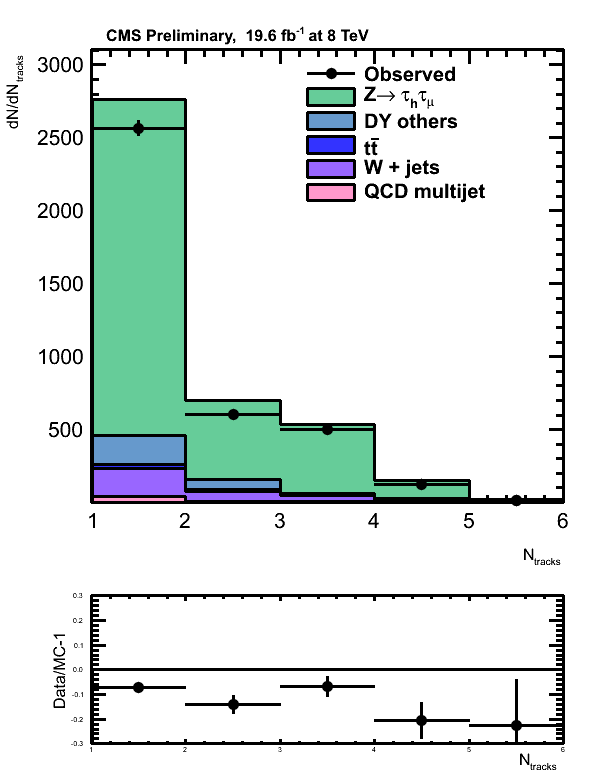 CMS Preliminary, 19.6 fb-1 at 8 TeV
dN/dNtracks
3000
2500
2000
1500
1000
500
Observed
Z→ τhτμ
DY others
tt̄
W + jets
QCD multijet
1 2 3 4 5 6
Ntracks
Data/MC-1
0.3
0.2
0.1
0.0
-0.1
-0.2
-0.3
1 2 3 4 5 6
Ntracks